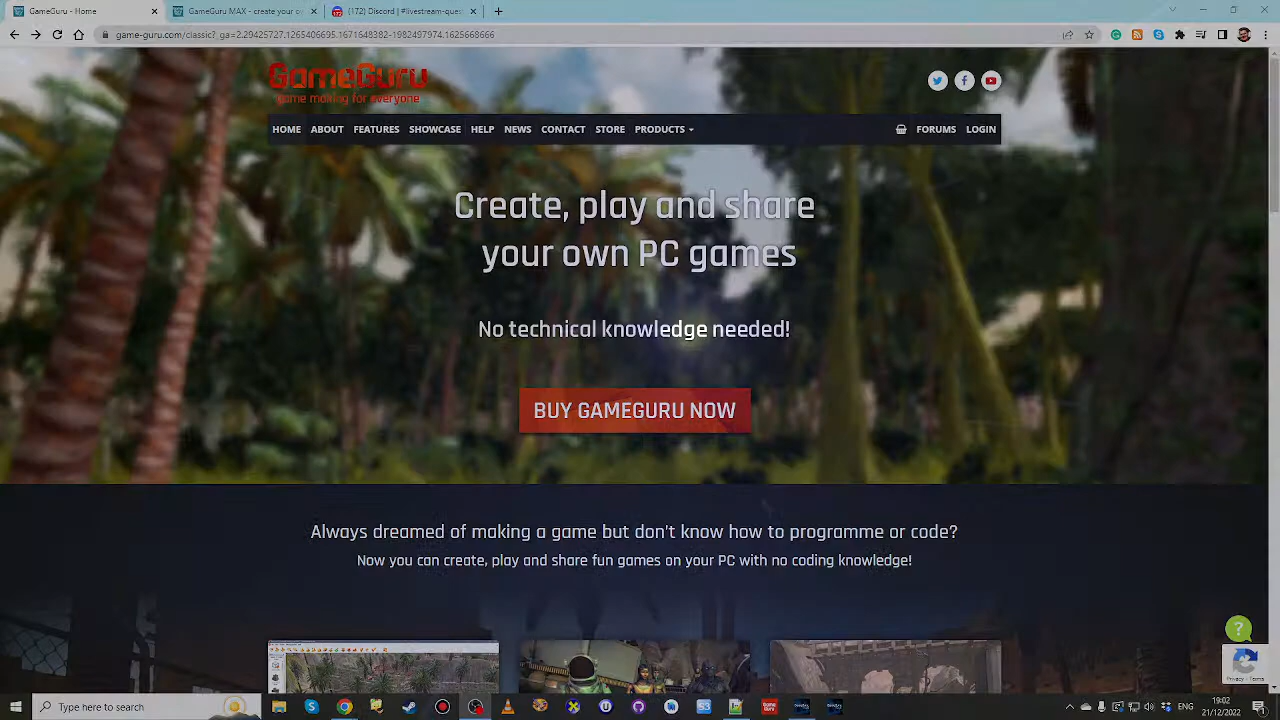 GameGuru - Home
GameGuru MAX - create your o
(172) Discord | #livestream-ques
game-guru.com/classic?_ga=2.29425727.1265406695.1671648382-1982497974.1625668666
GameGuru
Game making for everyone
HOME ABOUT FEATURES SHOWCASE HELP NEWS CONTACT STORE PRODUCTS FORUMS LOGIN
Create, play and share
your own PC games
No technical knowledge needed!
BUY GAMEGURU NOW
Always dreamed of making a game but don't know how to programme or code?
Now you can create, play and share fun games on your PC with no coding knowledge!
?
Privacy - Terms
Type here to search
S3
ENG
19:02
21/12/2022